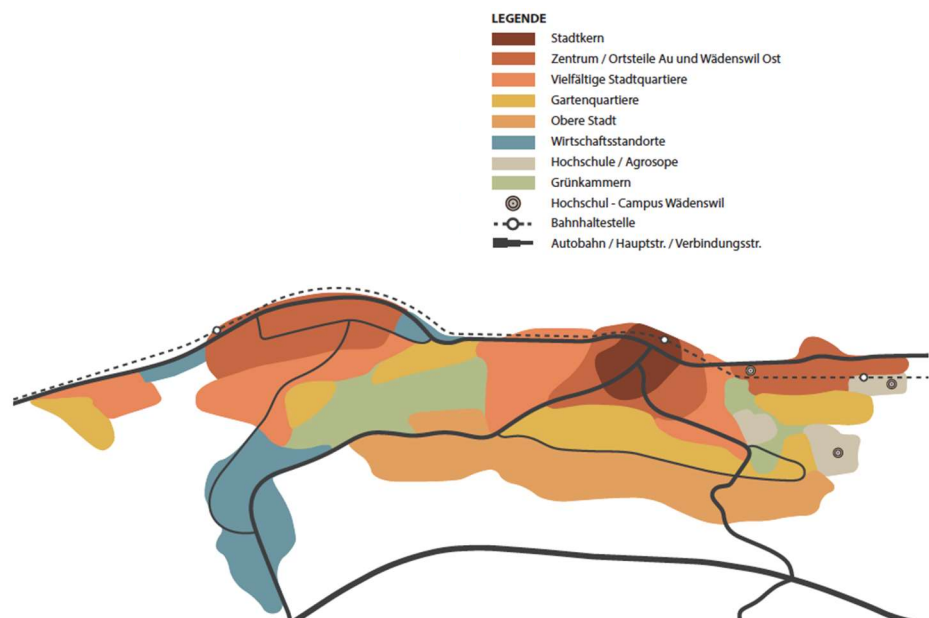 LEGENDE
Stadtkern
Zentrum / Ortsteile Au und Wädenswil Ost
Vielfältige Stadtquartiere
Gartenquartiere
Obere Stadt
Wirtschaftsstandorte
Hochschule / Agrosope
Grünkammern
Hochschul - Campus Wädenswil
Bahnhaltestelle
Autobahn / Hauptstr. / Verbindungsstr.